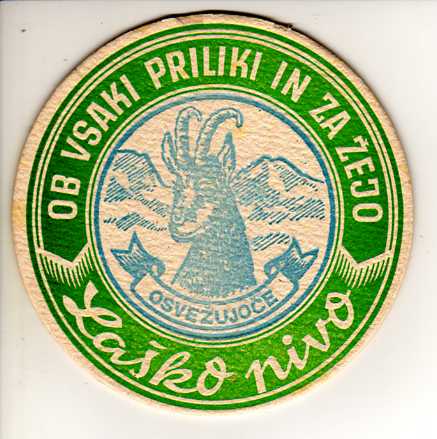 OB VSAKI PRILIKI IN ZA ŽEJO
OSVEŽUJOČE
Laško pivo